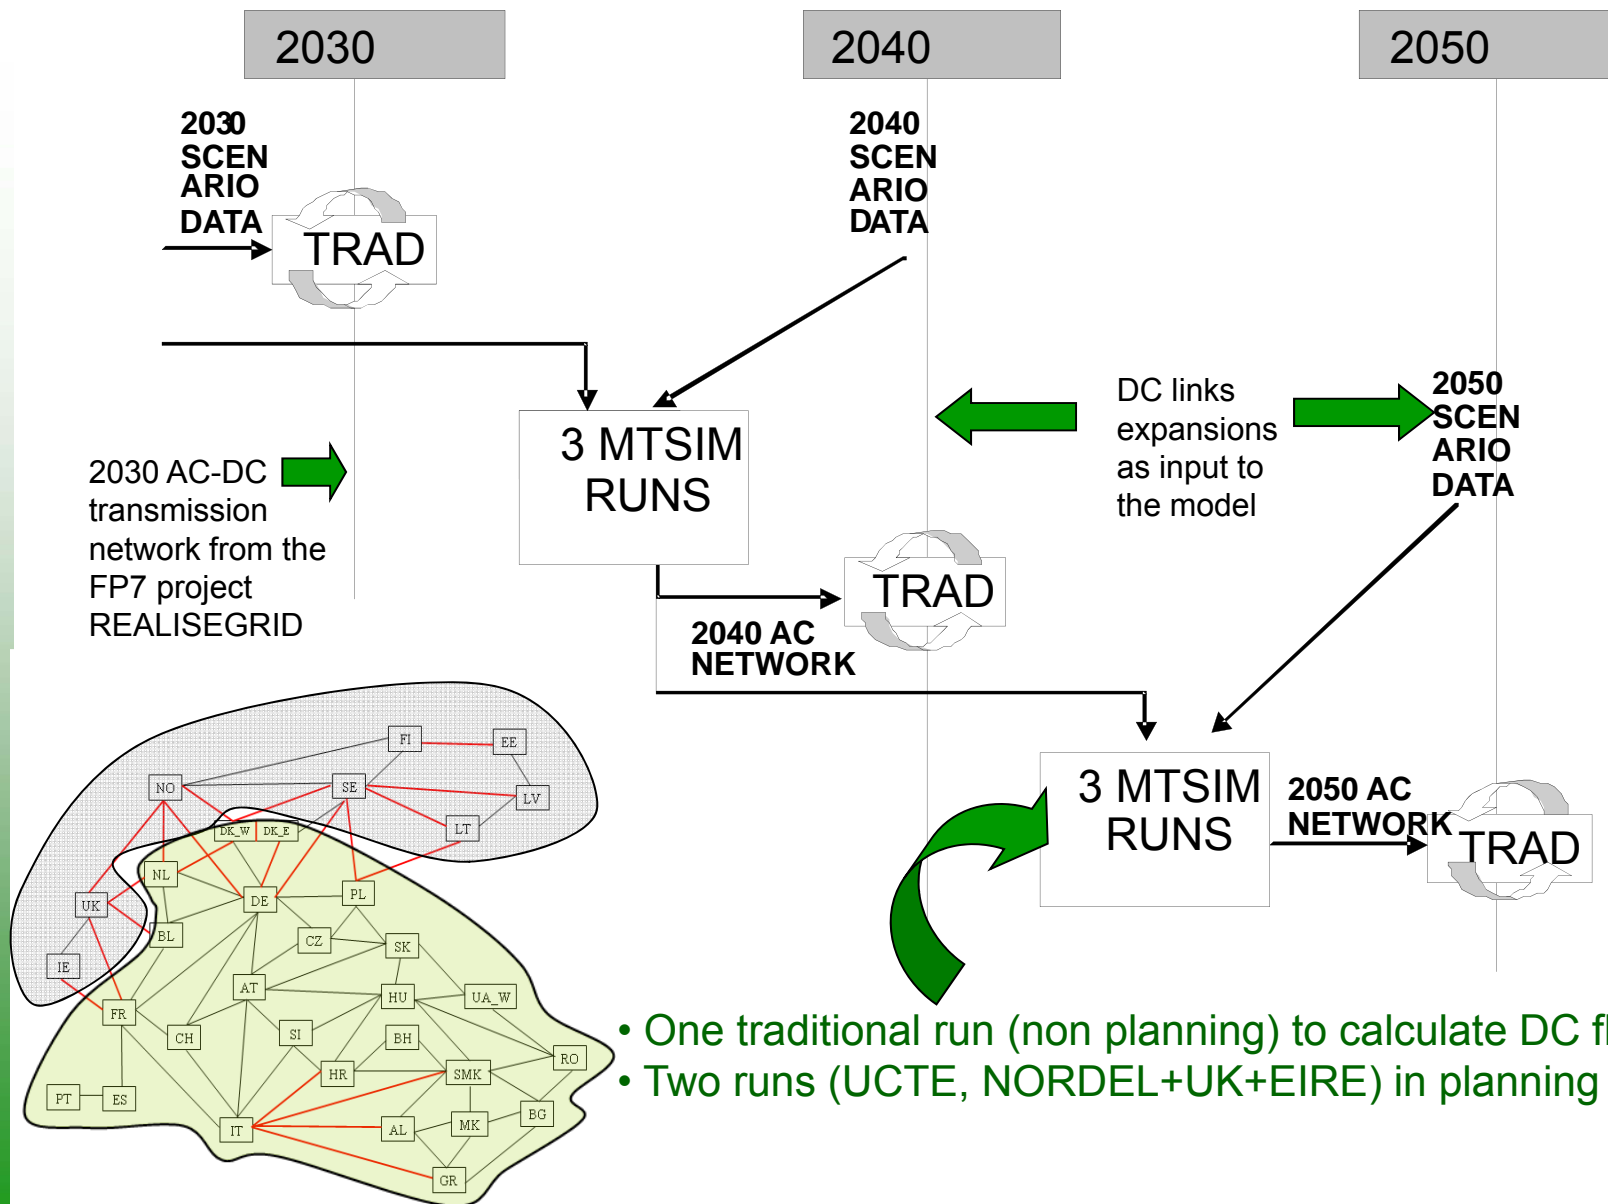 2030
2040
2050
2030
SCEN
ARIO
DATA
TRAD
2040
SCEN
ARIO
DATA
DC links
expansions
as input to
the model
2050
SCEN
ARIO
DATA
3 MTSIM
RUNS
2030 AC-DC
transmission
network from the
FP7 project
REALISEGRID
TRAD
2040 AC
NETWORK
3 MTSIM
RUNS
2050 AC
NETWORK
TRAD
FI
EE
NO
SE
LV
DK_W
DK_E
LT
NL
DE
PL
UK
BL
CZ
SK
IE
AT
HU
UA_W
FR
CH
SI
BH
RO
HR
SMK
PT
ES
IT
AL
MK
BG
GR
• One traditional run (non planning) to calculate DC fl
• Two runs (UCTE, NORDEL+UK+EIRE) in planning